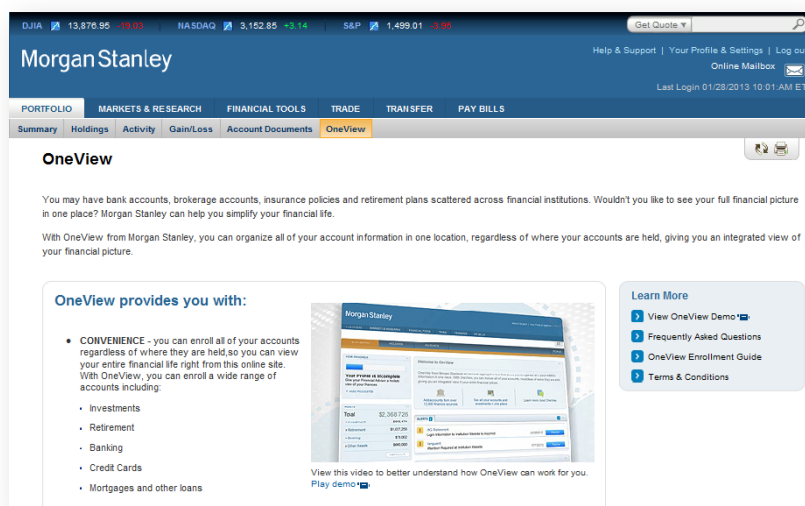 DJIA 13,876.95 -19.03 NASDAQ 3,152.85 +3.14 S&P 1,499.01 -3.95 Get Quote
MorganStanley
Help & Support | Your Profile & Settings | Log ou
Online Mailbox
Last Login 01/28/2013 10:01:AM ET
PORTFOLIO MARKETS & RESEARCH FINANCIAL TOOLS TRADE TRANSFER PAY BILLS
Summary Holdings Activity Gain/Loss Account Documents OneView
OneView
You may have bank accounts, brokerage accounts, insurance policies and retirement plans scattered across financial institutions. Wouldn't you like to see your full financial picture
in one place? Morgan Stanley can help you simplify your financial life.
With OneView from Morgan Stanley, you can organize all of your account information in one location, regardless of where your accounts are held, giving you an integrated view of
your financial picture.
OneView provides you with:
• CONVENIENCE - you can enroll all of your accounts
regardless of where they are held,so you can view
your entire financial life right from this online site.
With OneView, you can enroll a wide range of
accounts including:
• Investments
• Retirement
• Banking
• Credit Cards
• Mortgages and other loans
Morgan Stanley
Your Profile is Incomplete
Total $2,368,725
View this video to better understand how OneView can work for you.
Play demo
Learn More
View OneView Demo
Frequently Asked Questions
OneView Enrollment Guide
Terms & Conditions